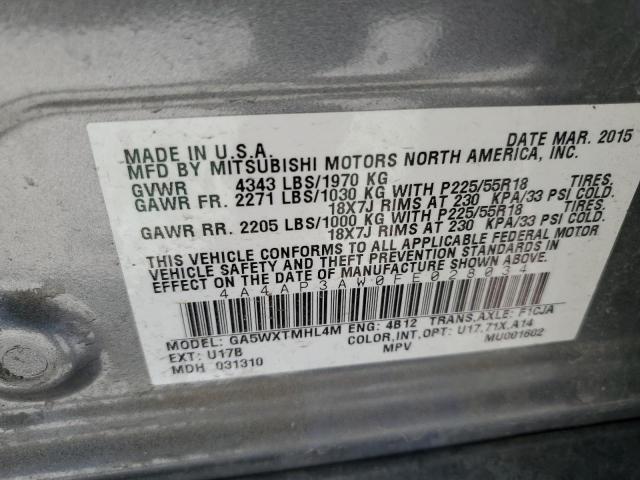 MADE IN U.S.A. DATE MAR. 2015
MFD BY MITSUBISHI MOTORS NORTH AMERICA, INC.
GVWR 4343 LBS/1970 KG
GAWR FR. 2271 LBS/1030 KG WITH P225/55R18 TIRES.
18X7J RIMS AT 230 KPA/33 PSI COLD.
GAWR RR. 2205 LBS/1000 KG WITH P225/55R18 TIRES.
18X7J RIMS AT 230 KPA/33 PSI COLD.
THIS VEHICLE CONFORMS TO ALL APPLICABLE FEDERAL MOTOR
VEHICLE SAFETY AND THEFT PREVENTION STANDARDS IN
EFFECT ON THE DATE OF MANUFACTURE SHOWN ABOVE.
4A4AP3AW0FE028034
MODEL: GA5WXTMHL4M ENG: 4B12 TRANS,AXLE: F1CJA
EXT: U17B COLOR,INT,OPT: U17,71X,A14
MDH 031310 MPV MU001602